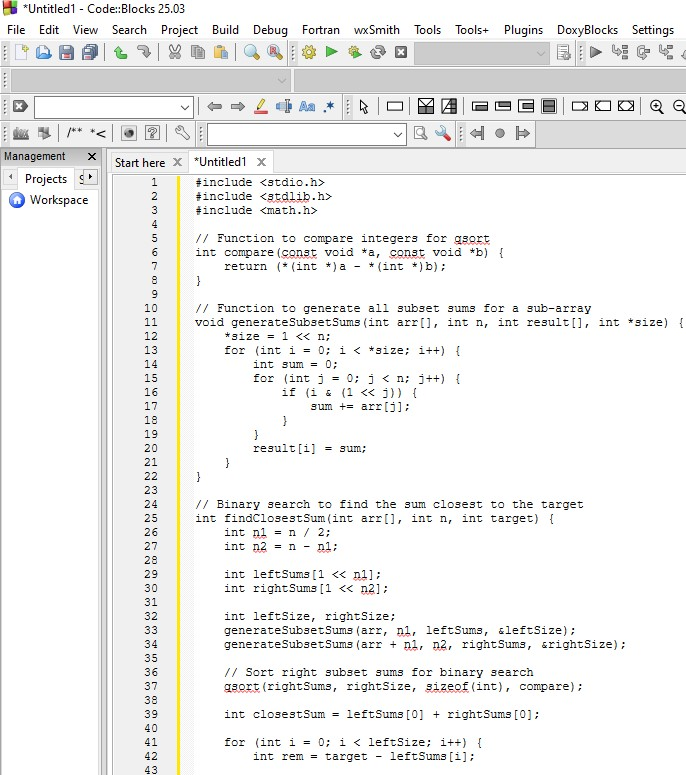 *Untitled1 - Code::Blocks 25.03
File Edit View Search Project Build Debug Fortran wxSmith Tools Tools+ Plugins DoxyBlocks Settings
Aa .*
/** *<
Management X
Start here X *Untitled1 X
Projects S
Workspace
1 #include <stdio.h>
2 #include <stdlib.h>
3 #include <math.h>
4
5 // Function to compare integers for qsort
6 int compare(const void *a, const void *b) {
7     return (*(int *)a - *(int *)b);
8 }
9
10 // Function to generate all subset sums for a sub-array
11 void generateSubsetSums(int arr[], int n, int result[], int *size) {
12     *size = 1 << n;
13     for (int i = 0; i < *size; i++) {
14         int sum = 0;
15         for (int j = 0; j < n; j++) {
16             if (i & (1 << j)) {
17                 sum += arr[j];
18             }
19         }
20         result[i] = sum;
21     }
22 }
23
24 // Binary search to find the sum closest to the target
25 int findClosestSum(int arr[], int n, int target) {
26     int n1 = n / 2;
27     int n2 = n - n1;
28
29     int leftSums[1 << n1];
30     int rightSums[1 << n2];
31
32     int leftSize, rightSize;
33     generateSubsetSums(arr, n1, leftSums, &leftSize);
34     generateSubsetSums(arr + n1, n2, rightSums, &rightSize);
35
36     // Sort right subset sums for binary search
37     qsort(rightSums, rightSize, sizeof(int), compare);
38
39     int closestSum = leftSums[0] + rightSums[0];
40
41     for (int i = 0; i < leftSize; i++) {
42         int rem = target - leftSums[i];
43